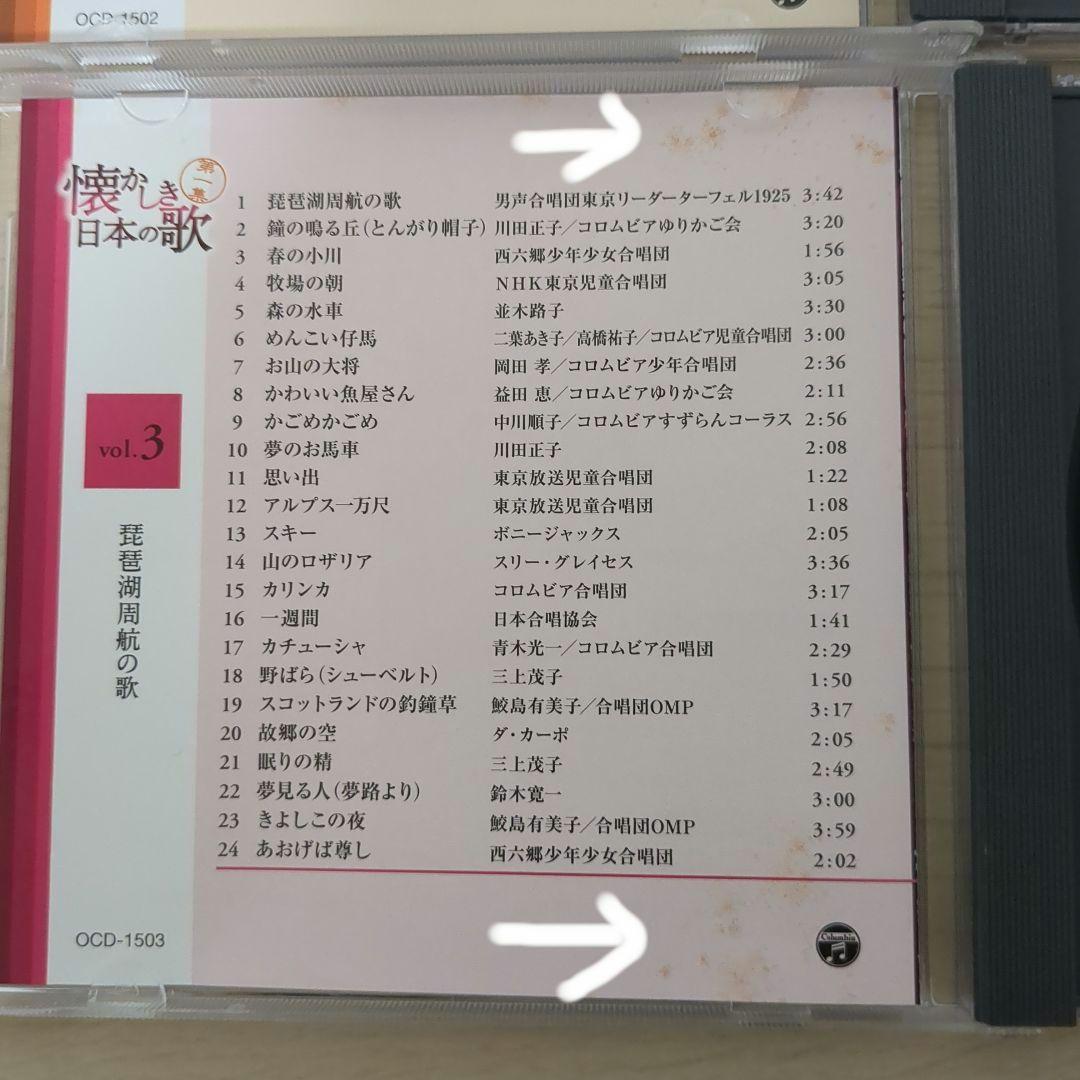 OCD-1502
第一集
懐かしき
日本の歌
vol.3
琵琶湖周航の歌
1 琵琶湖周航の歌 男声合唱団東京リーダーターフェル1925 3:42
2 鐘の鳴る丘(とんがり帽子) 川田正子/コロムビアゆりかご会 3:20
3 春の小川 西六郷少年少女合唱団 1:56
4 牧場の朝 NHK東京児童合唱団 3:05
5 森の水車 並木路子 3:30
6 めんこい仔馬 二葉あき子/高橋祐子/コロムビア児童合唱団 3:00
7 お山の大将 岡田 孝/コロムビア少年合唱団 2:36
8 かわいい魚屋さん 益田 恵/コロムビアゆりかご会 2:11
9 かごめかごめ 中川順子/コロムビアすずらんコーラス 2:56
10 夢のお馬車 川田正子 2:08
11 思い出 東京放送児童合唱団 1:22
12 アルプス一万尺 東京放送児童合唱団 1:08
13 スキー ボニージャックス 2:05
14 山のロザリア スリー・グレイセス 3:36
15 カリンカ コロムビア合唱団 3:17
16 一週間 日本合唱協会 1:41
17 カチューシャ 青木光一/コロムビア合唱団 2:29
18 野ばら(シューベルト) 三上茂子 1:50
19 スコットランドの釣鐘草 鮫島有美子/合唱団OMP 3:17
20 故郷の空 ダ・カーポ 2:05
21 眠りの精 三上茂子 2:49
22 夢見る人(夢路より) 鈴木寛一 3:00
23 きよしこの夜 鮫島有美子/合唱団OMP 3:59
24 あおげば尊し 西六郷少年少女合唱団 2:02
OCD-1503
Columbia